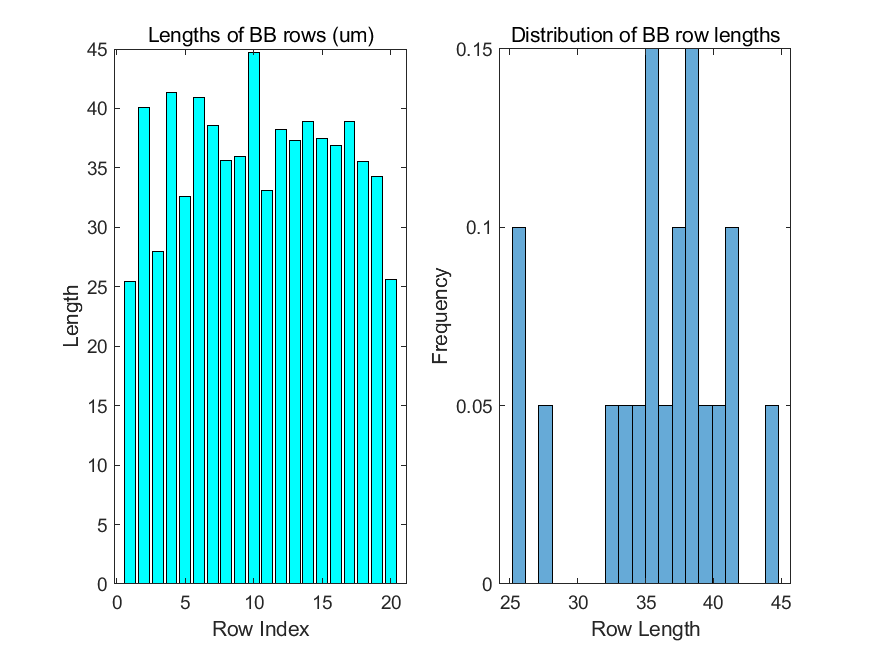 Lengths of BB rows (um)
45
40
35
30
25
20
15
10
5
0
Length
0 5 10 15 20
Row Index
Distribution of BB row lengths
0.15
0.1
0.05
0
Frequency
25 30 35 40 45
Row Length